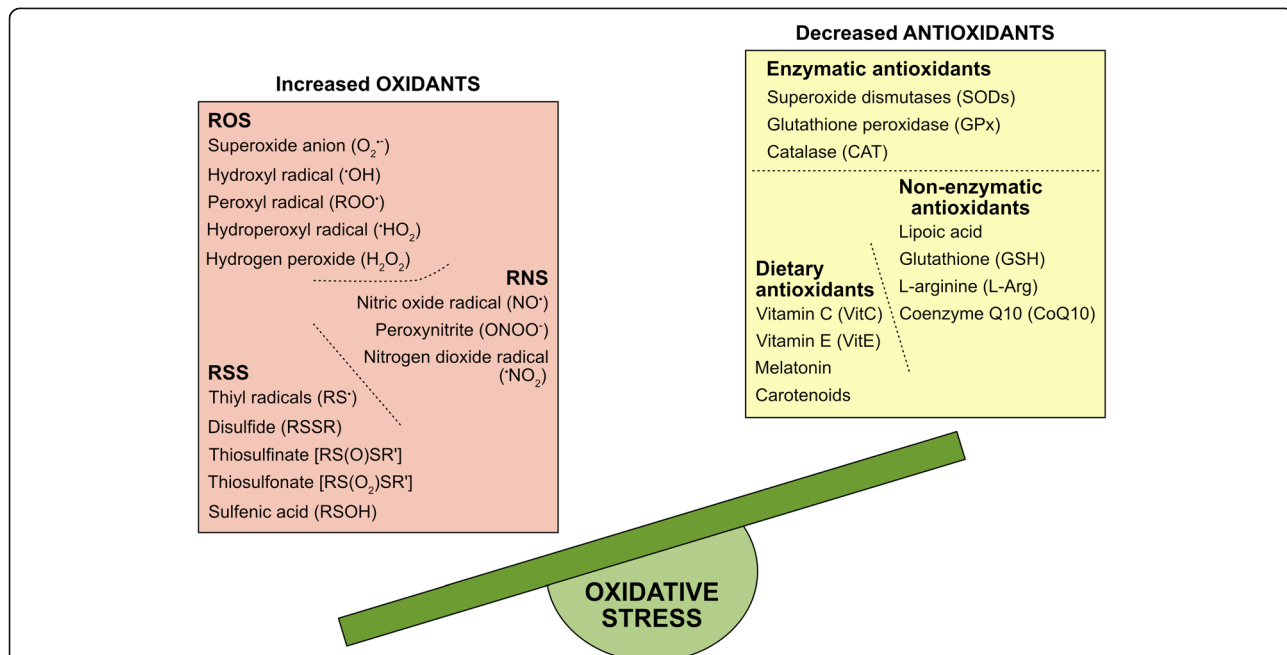 Increased OXIDANTS
ROS
Superoxide anion (O₂•⁻)
Hydroxyl radical (•OH)
Peroxyl radical (ROO•)
Hydroperoxyl radical (•HO₂)
Hydrogen peroxide (H₂O₂)
RNS
Nitric oxide radical (NO•)
Peroxynitrite (ONOO⁻)
Nitrogen dioxide radical
(•NO₂)
RSS
Thiyl radicals (RS•)
Disulfide (RSSR)
Thiosulfinate [RS(O)SR']
Thiosulfonate [RS(O₂)SR']
Sulfenic acid (RSOH)
Decreased ANTIOXIDANTS
Enzymatic antioxidants
Superoxide dismutases (SODs)
Glutathione peroxidase (GPx)
Catalase (CAT)
Non-enzymatic
antioxidants
Lipoic acid
Glutathione (GSH)
L-arginine (L-Arg)
Coenzyme Q10 (CoQ10)
Dietary
antioxidants
Vitamin C (VitC)
Vitamin E (VitE)
Melatonin
Carotenoids
OXIDATIVE
STRESS